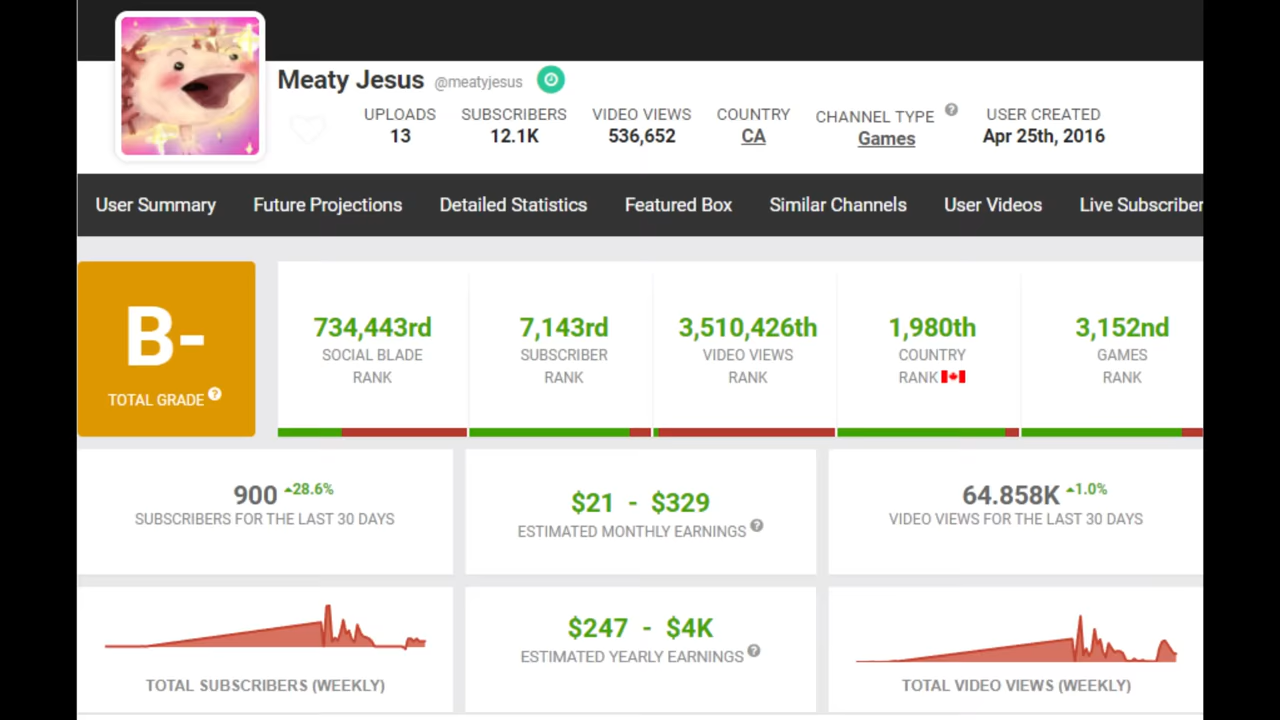 Meaty Jesus @meatyjesus
UPLOADS SUBSCRIBERS VIDEO VIEWS COUNTRY CHANNEL TYPE ? USER CREATED
13 12.1K 536,652 CA Games Apr 25th, 2016
User Summary Future Projections Detailed Statistics Featured Box Similar Channels User Videos Live Subscriber
B-
TOTAL GRADE ?
734,443rd 7,143rd 3,510,426th 1,980th 3,152nd
SOCIAL BLADE SUBSCRIBER VIDEO VIEWS COUNTRY GAMES
RANK RANK RANK RANK RANK
900 28.6% $21 - $329 64.858K 1.0%
SUBSCRIBERS FOR THE LAST 30 DAYS ESTIMATED MONTHLY EARNINGS ? VIDEO VIEWS FOR THE LAST 30 DAYS
$247 - $4K
ESTIMATED YEARLY EARNINGS ?
TOTAL SUBSCRIBERS (WEEKLY) TOTAL VIDEO VIEWS (WEEKLY)